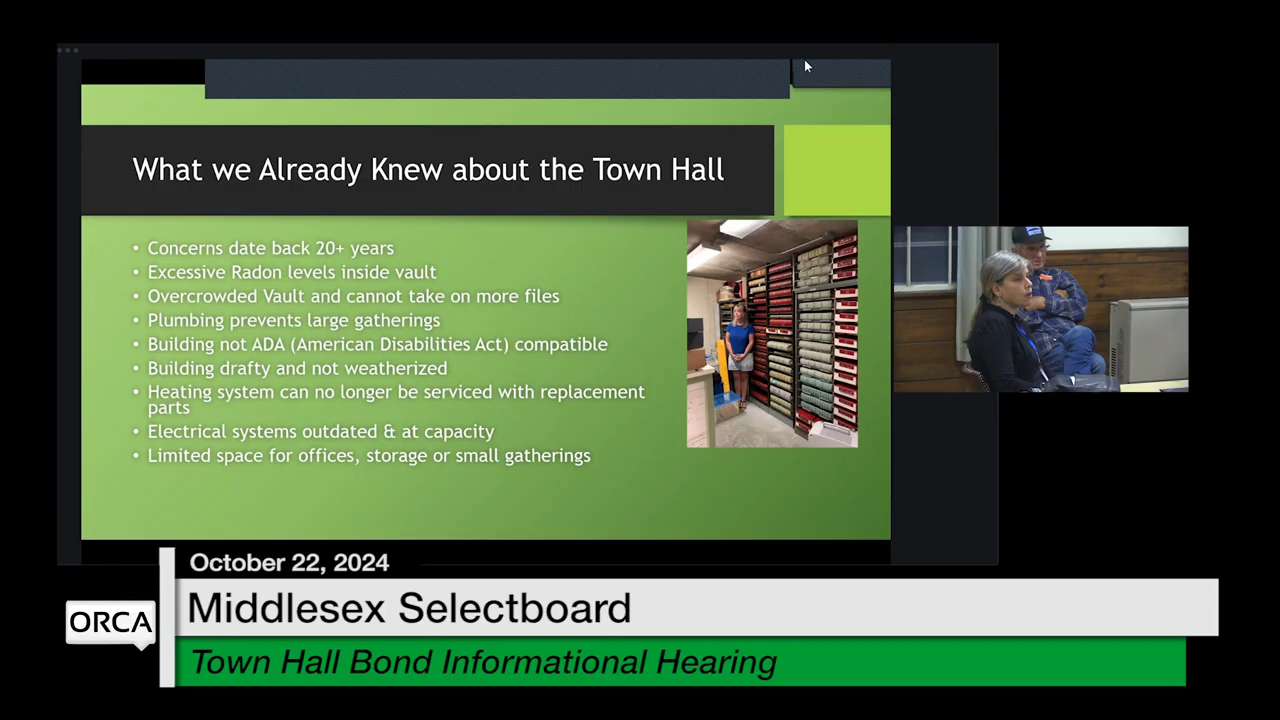 What we Already Knew about the Town Hall
• Concerns date back 20+ years
• Excessive Radon levels inside vault
• Overcrowded Vault and cannot take on more files
• Plumbing prevents large gatherings
• Building not ADA (American Disabilities Act) compatible
• Building drafty and not weatherized
• Heating system can no longer be serviced with replacement
parts
• Electrical systems outdated & at capacity
• Limited space for offices, storage or small gatherings
October 22, 2024
ORCA
Middlesex Selectboard
Town Hall Bond Informational Hearing